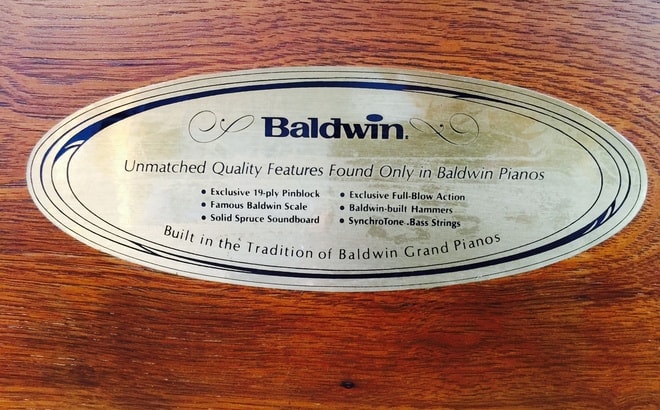 Baldwin.
Unmatched Quality Features Found Only in Baldwin Pianos
• Exclusive 19-ply Pinblock • Exclusive Full-Blow Action
• Famous Baldwin Scale • Baldwin-built Hammers
• Solid Spruce Soundboard • SynchroTone Bass Strings
Built in the Tradition of Baldwin Grand Pianos